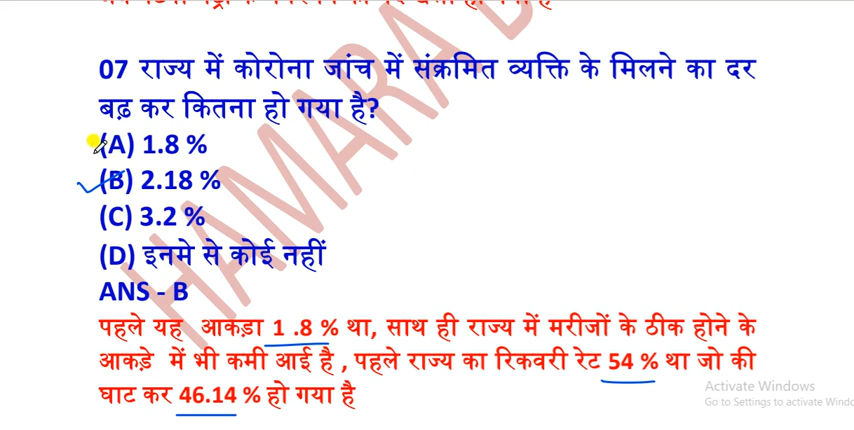 07 राज्य में कोरोना जांच में संक्रमित व्यक्ति के मिलने का दर
बढ़ कर कितना हो गया है?
(A) 1.8 %
(B) 2.18 %
(C) 3.2 %
(D) इनमे से कोई नहीं
ANS - B
पहले यह आकड़ा 1 .8 % था, साथ ही राज्य में मरीजों के ठीक होने के
आकड़े में भी कमी आई है , पहले राज्य का रिकवरी रेट 54 % था जो की
घाट कर 46.14 % हो गया है
HAMARA
Activate Windows
Go to Settings to activate Windo